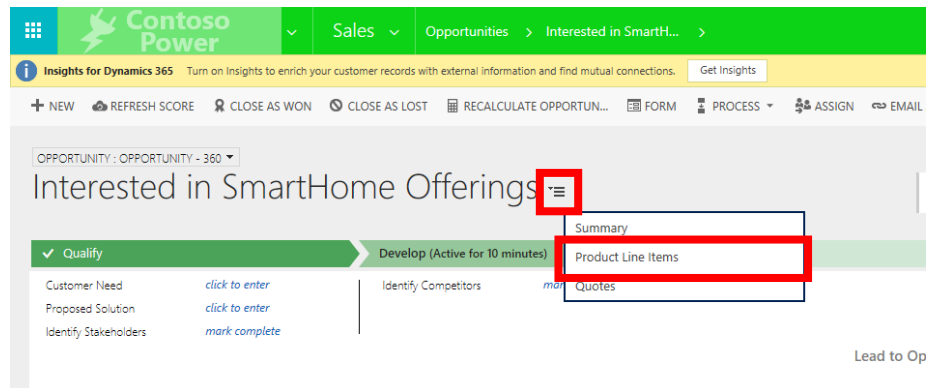 Contoso
Power
Sales
Opportunities > Interested in SmartH... >
Insights for Dynamics 365 Turn on Insights to enrich your customer records with external information and find mutual connections. Get Insights
NEW REFRESH SCORE CLOSE AS WON CLOSE AS LOST RECALCULATE OPPORTUN... FORM PROCESS ASSIGN EMAIL
OPPORTUNITY : OPPORTUNITY - 360
Interested in SmartHome Offerings
Summary
Product Line Items
Quotes
Qualify
Develop (Active for 10 minutes)
Customer Need click to enter
Proposed Solution click to enter
Identify Stakeholders mark complete
Identify Competitors mar
Lead to Op